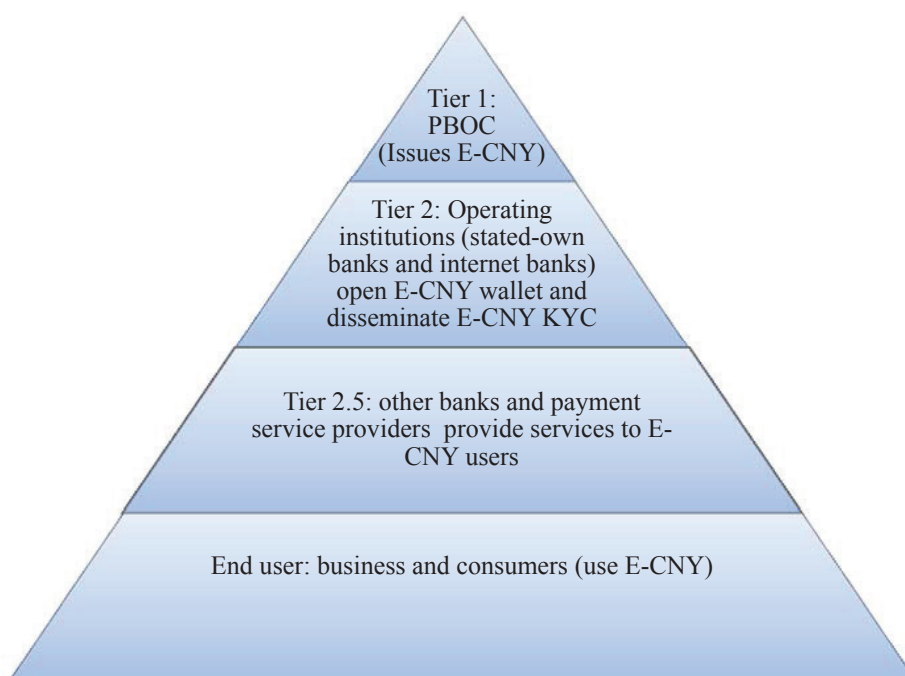 Tier 1:
PBOC
(Issues E-CNY)
Tier 2: Operating
institutions (stated-own
banks and internet banks)
open E-CNY wallet and
disseminate E-CNY KYC
Tier 2.5: other banks and payment
service providers  provide services to E-
CNY users
End user: business and consumers (use E-CNY)